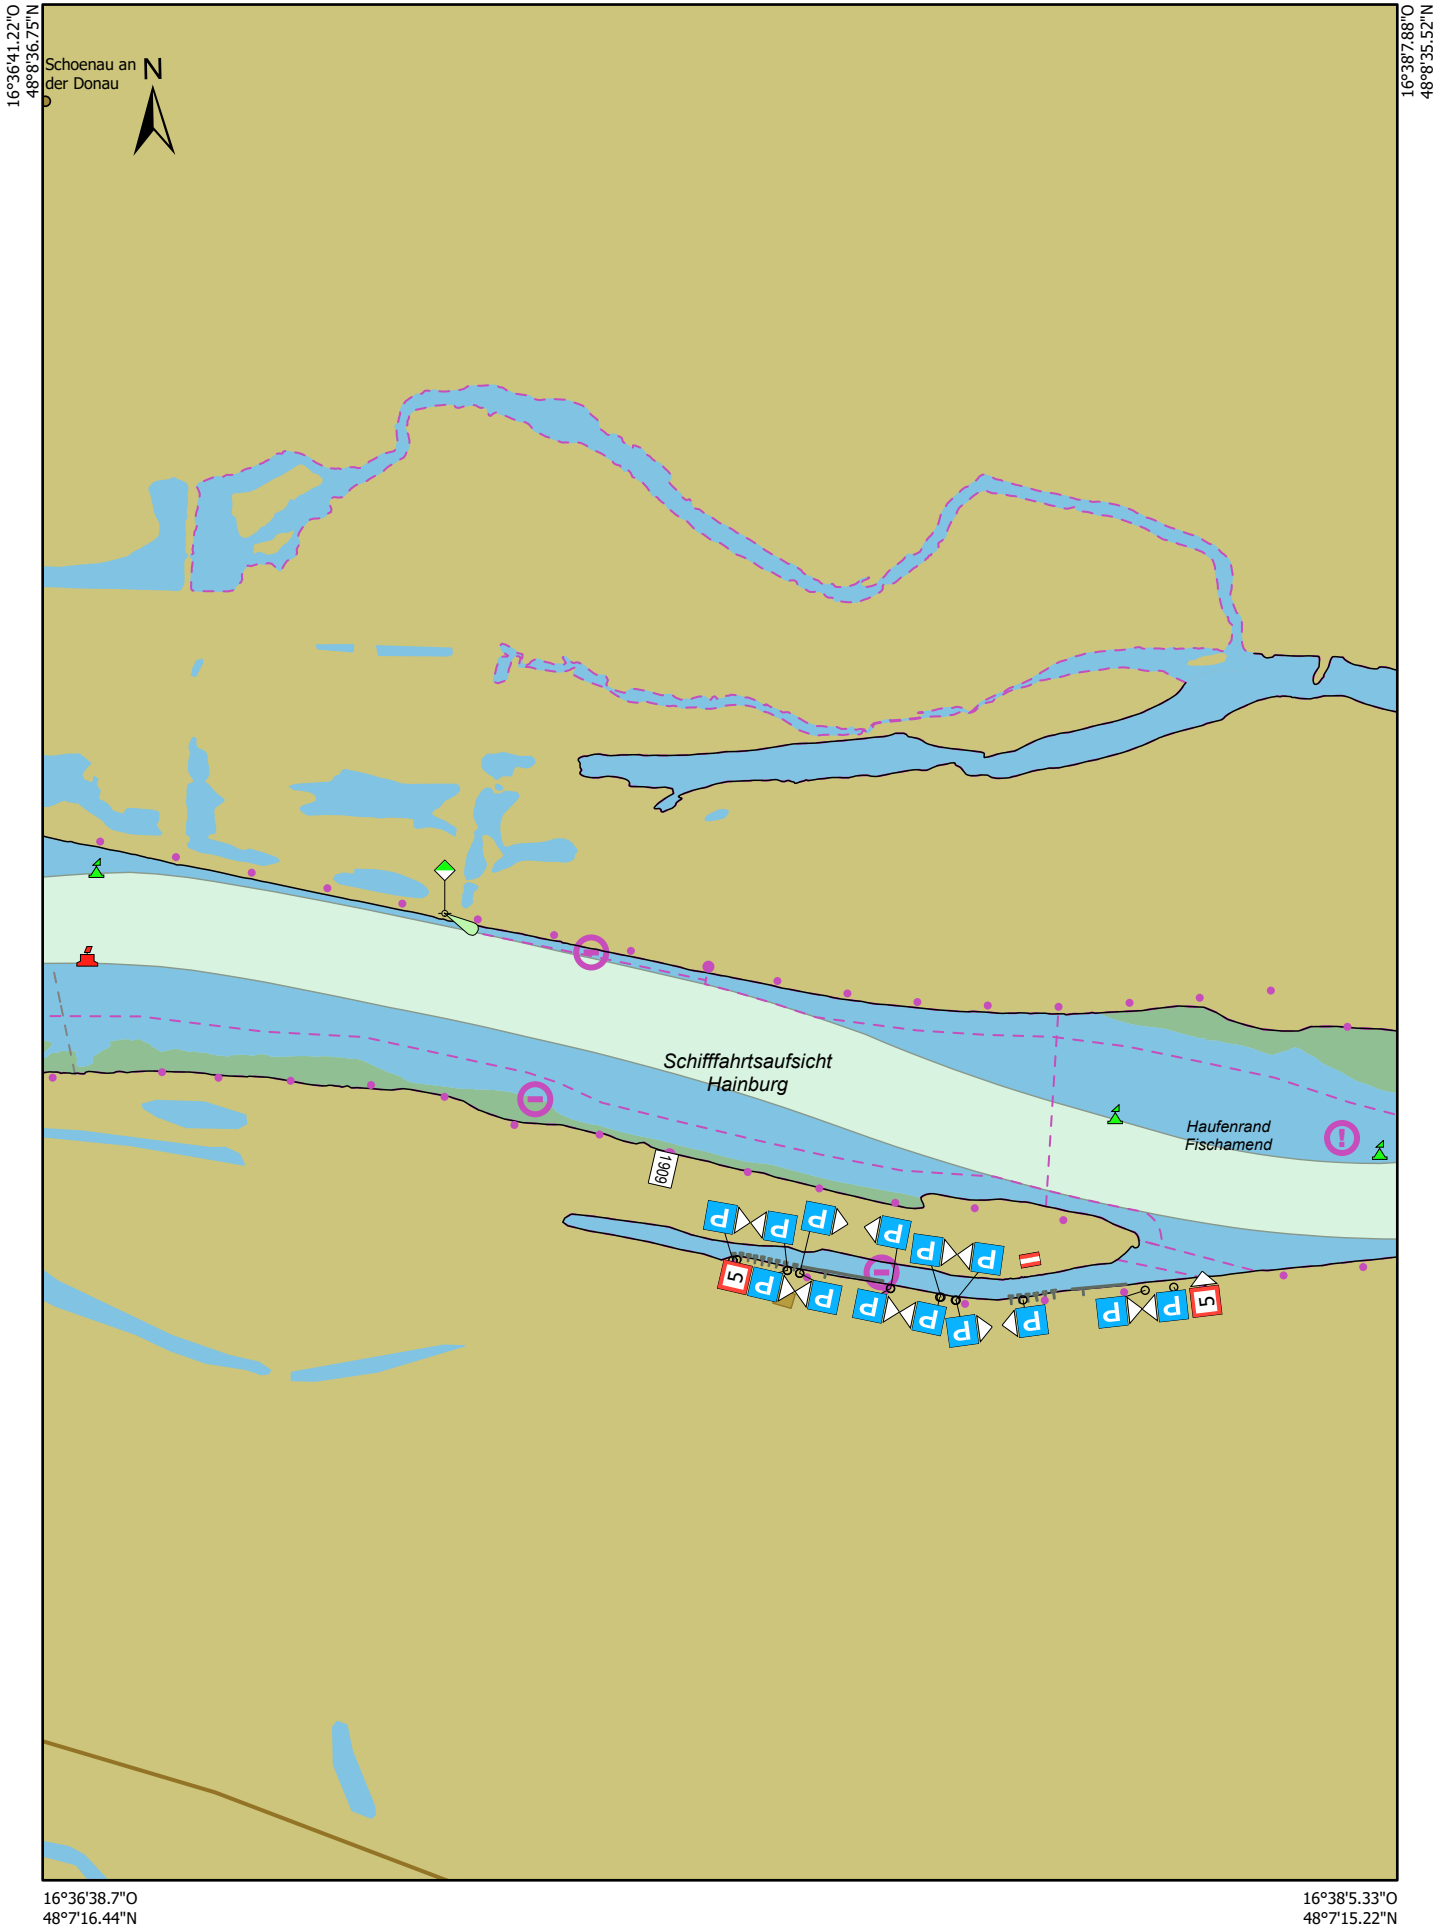 16°36'41.22"O
48°8'36.75"N
16°38'7.88"O
48°8'35.52"N
Schoenau an
der Donau
N
Schifffahrtsaufsicht
Hainburg
Haufenrand
Fischamend
1909
P
P
P
P
P
P
5
P
P
P
P
P
P
P
P
5
16°36'38.7"O
48°7'16.44"N
16°38'5.33"O
48°7'15.22"N